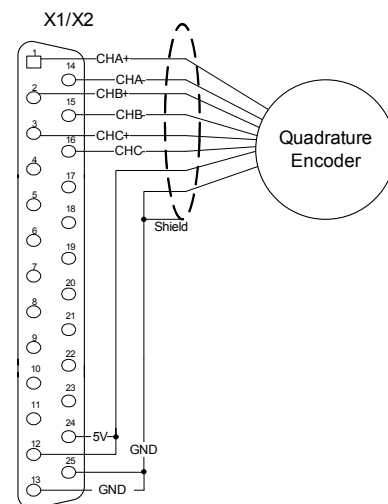 X1/X2
1
CHA+
14
CHA-
2
CHB+
15
CHB-
3
CHC+
16
CHC-
4
17
5
18
6
19
7
20
8
21
9
22
10
23
11
24
5V
12
25
GND
13
GND
Shield
Quadrature
Encoder